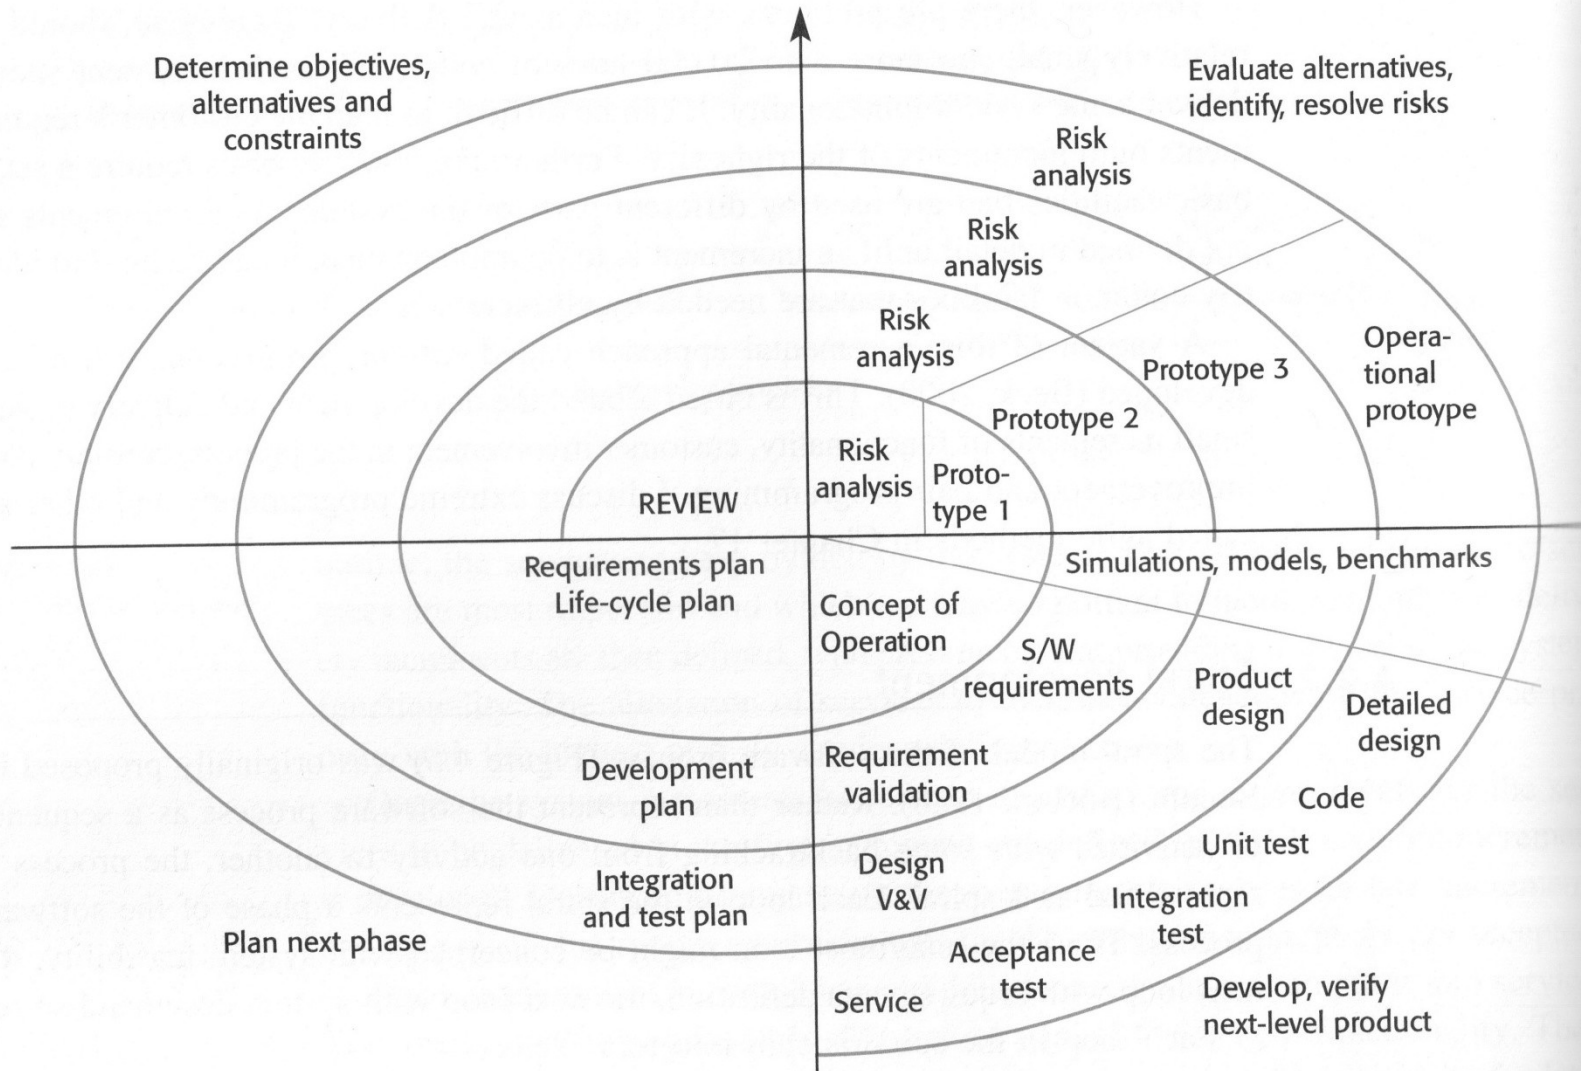 Determine objectives,
alternatives and
constraints
Evaluate alternatives,
identify, resolve risks
Risk
analysis
Risk
analysis
Risk
analysis
Risk
analysis
Proto-
type 1
Prototype 2
Prototype 3
Opera-
tional
protoype
REVIEW
Requirements plan
Life-cycle plan
Simulations, models, benchmarks
Concept of
Operation
S/W
requirements
Product
design
Detailed
design
Development
plan
Requirement
validation
Code
Unit test
Design
V&V
Integration
and test plan
Integration
test
Plan next phase
Acceptance
test
Service
Develop, verify
next-level product